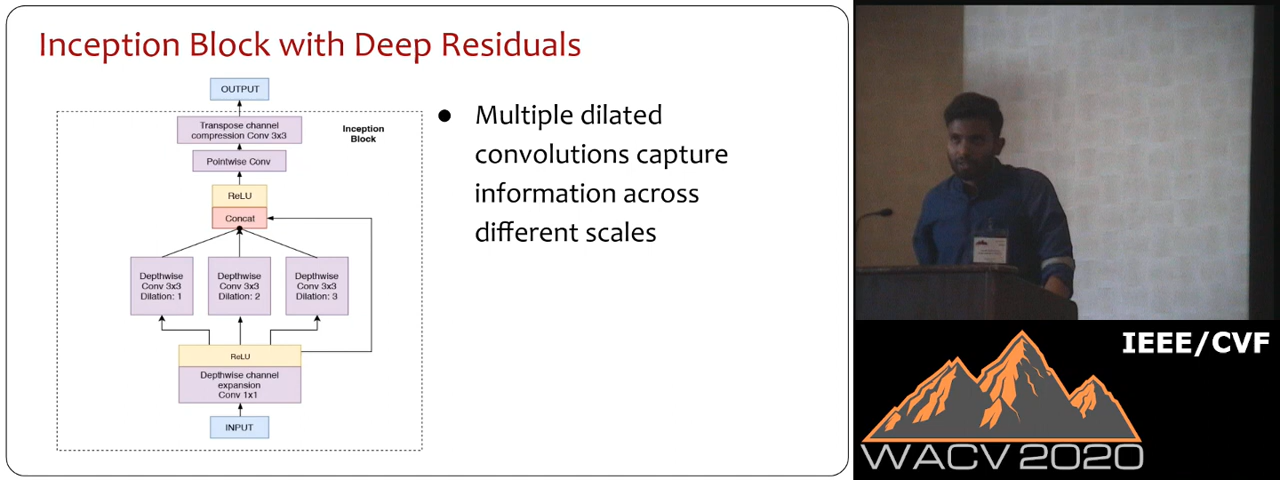 Inception Block with Deep Residuals
OUTPUT
Transpose channel
compression Conv 3x3
Inception
Block
Pointwise Conv
ReLU
Concat
Depthwise
Conv 3x3
Dilation: 1
Depthwise
Conv 3x3
Dilation: 2
Depthwise
Conv 3x3
Dilation: 3
ReLU
Depthwise channel
expansion
Conv 1x1
INPUT
● Multiple dilated
convolutions capture
information across
different scales
IEEE/CVF
WACV 2020